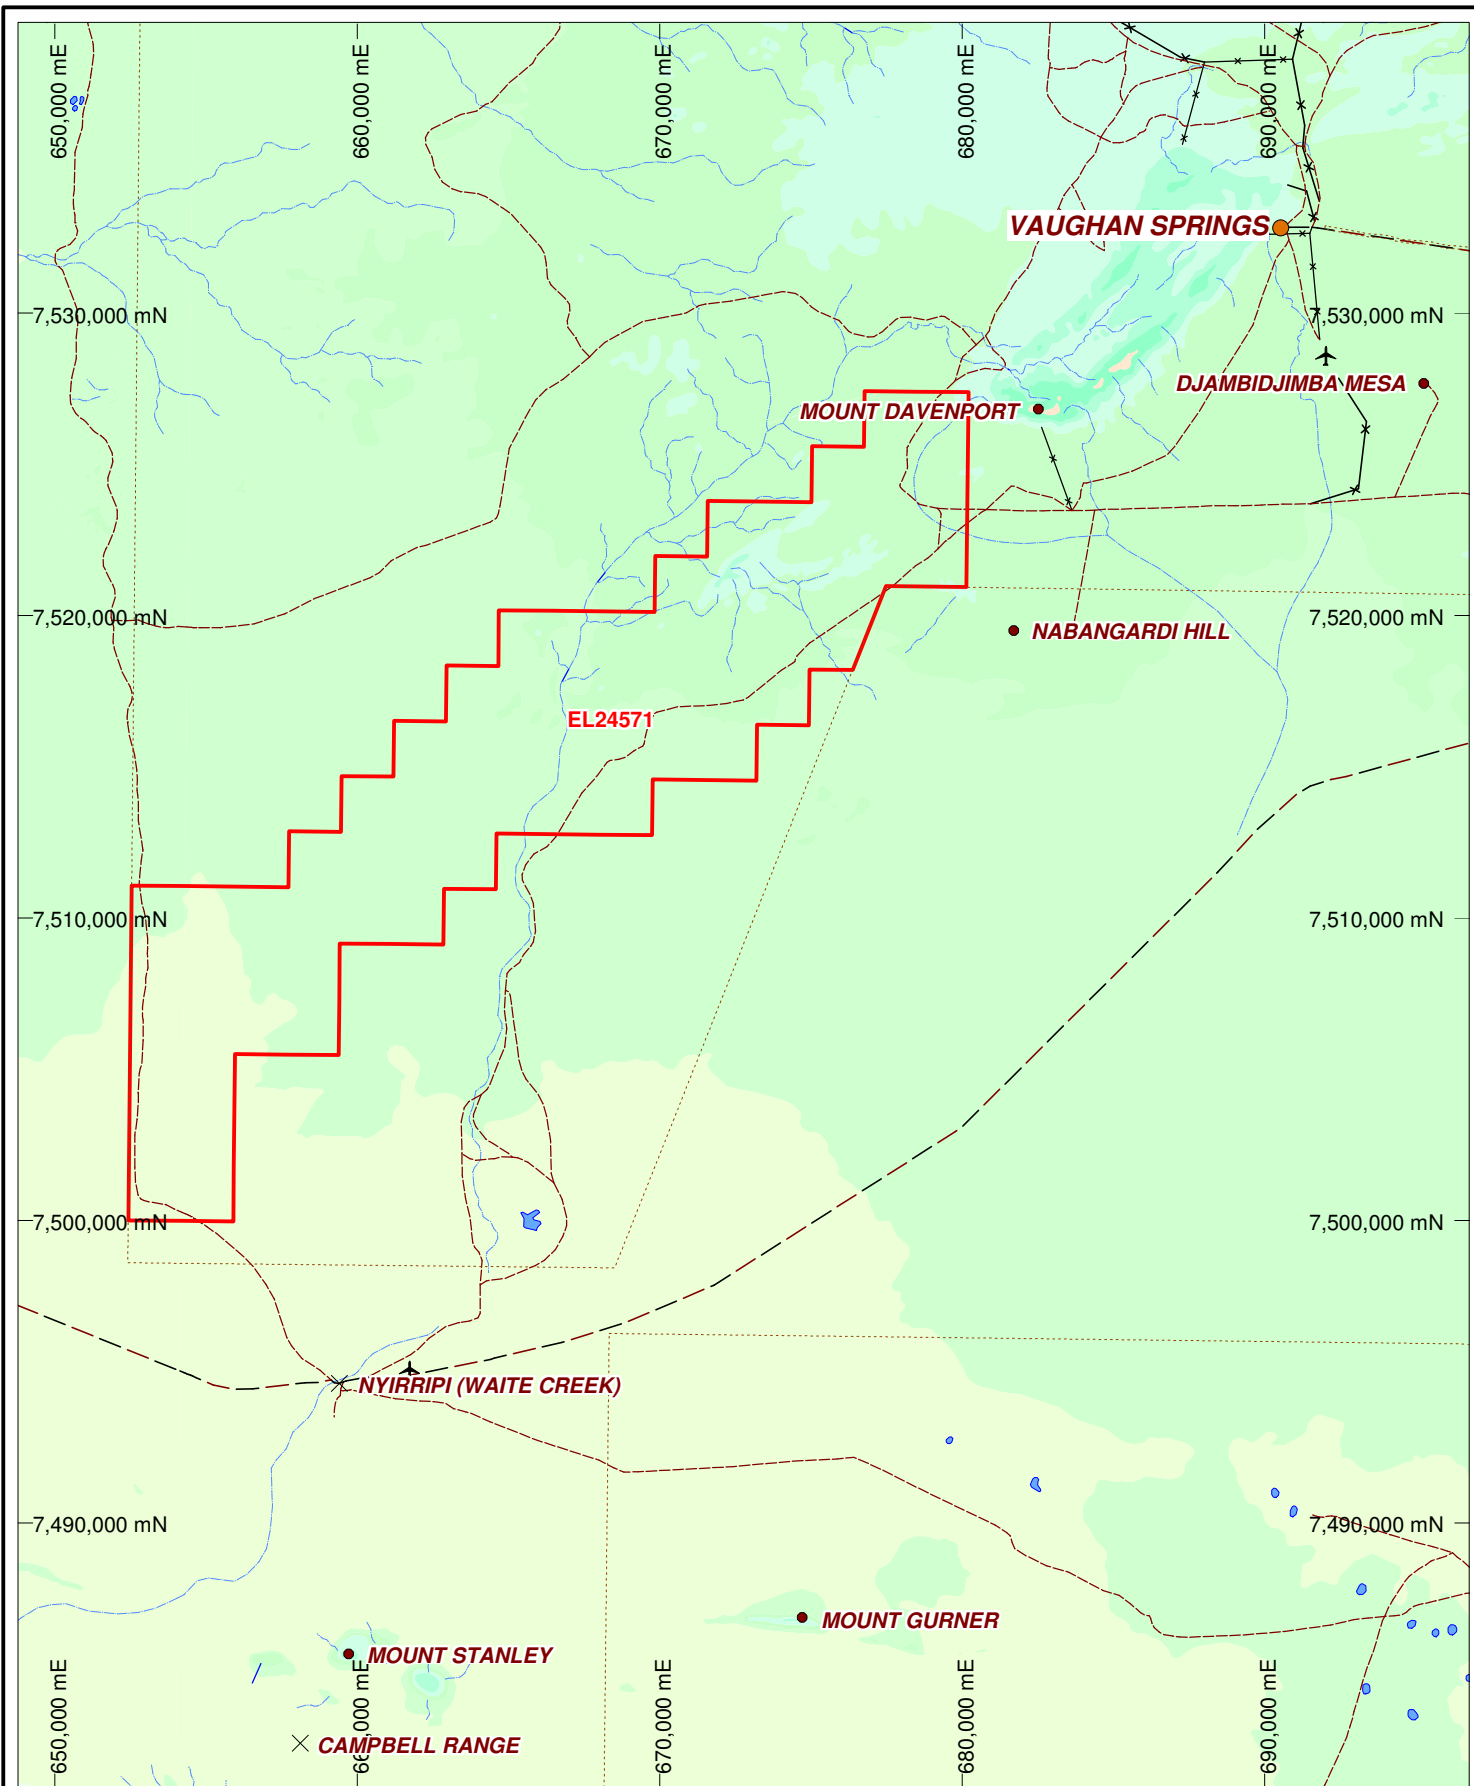 650,000 mE
660,000 mE
670,000 mE
680,000 mE
690,000 mE
VAUGHAN SPRINGS
7,530,000 mN
7,530,000 mN
DJAMBIDJIMBA MESA
MOUNT DAVENPORT
7,520,000 mN
7,520,000 mN
NABANGARDI HILL
EL24571
7,510,000 mN
7,510,000 mN
7,500,000 mN
7,500,000 mN
NYIRRIPI (WAITE CREEK)
7,490,000 mN
7,490,000 mN
MOUNT GURNER
MOUNT STANLEY
CAMPBELL RANGE
650,000 mE
660,000 mE
670,000 mE
680,000 mE
690,000 mE